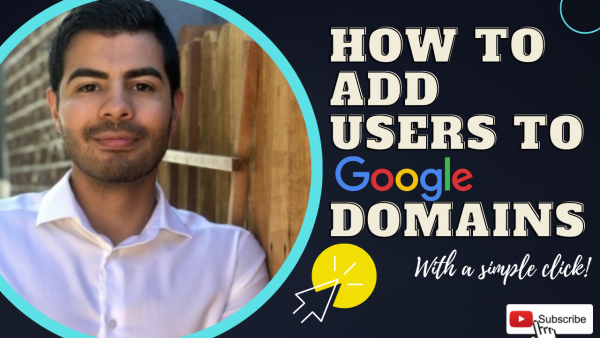 HOW TO
ADD
USERS TO
Google
DOMAINS
With a simple click!
Subscribe